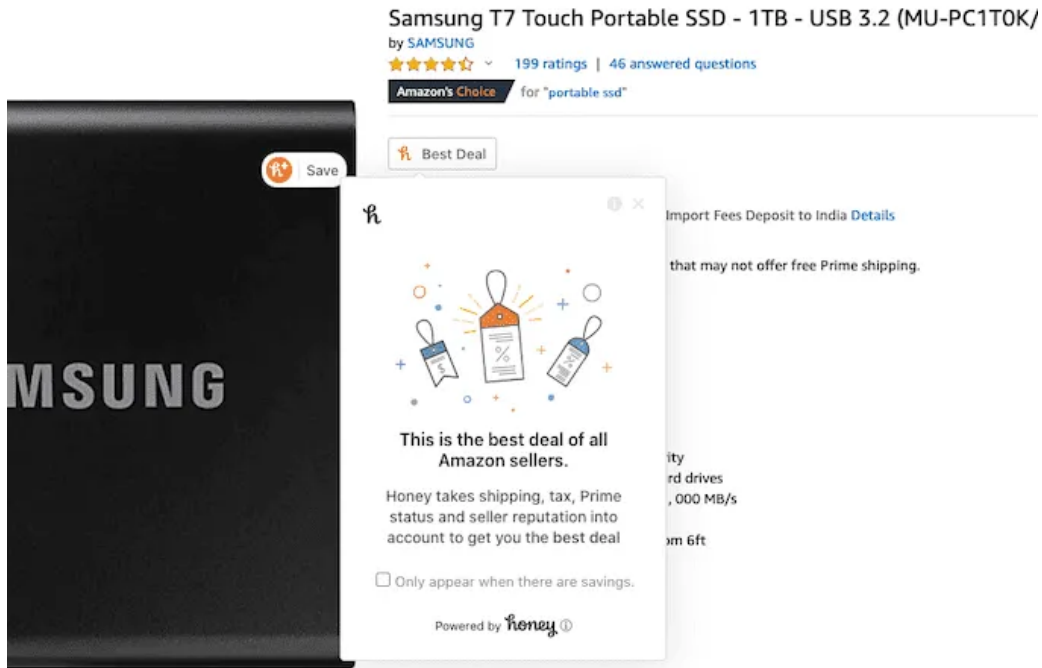 Samsung T7 Touch Portable SSD - 1TB - USB 3.2 (MU-PC1T0K/
by SAMSUNG
199 ratings | 46 answered questions
Amazon's Choice for "portable ssd"
h Best Deal
h+ Save
h
Import Fees Deposit to India Details
that may not offer free Prime shipping.
MSUNG
$
%
%
This is the best deal of all
Amazon sellers.
ity
rd drives
Honey takes shipping, tax, Prime
, 000 MB/s
status and seller reputation into
account to get you the best deal
om 6ft
Only appear when there are savings.
Powered by honey